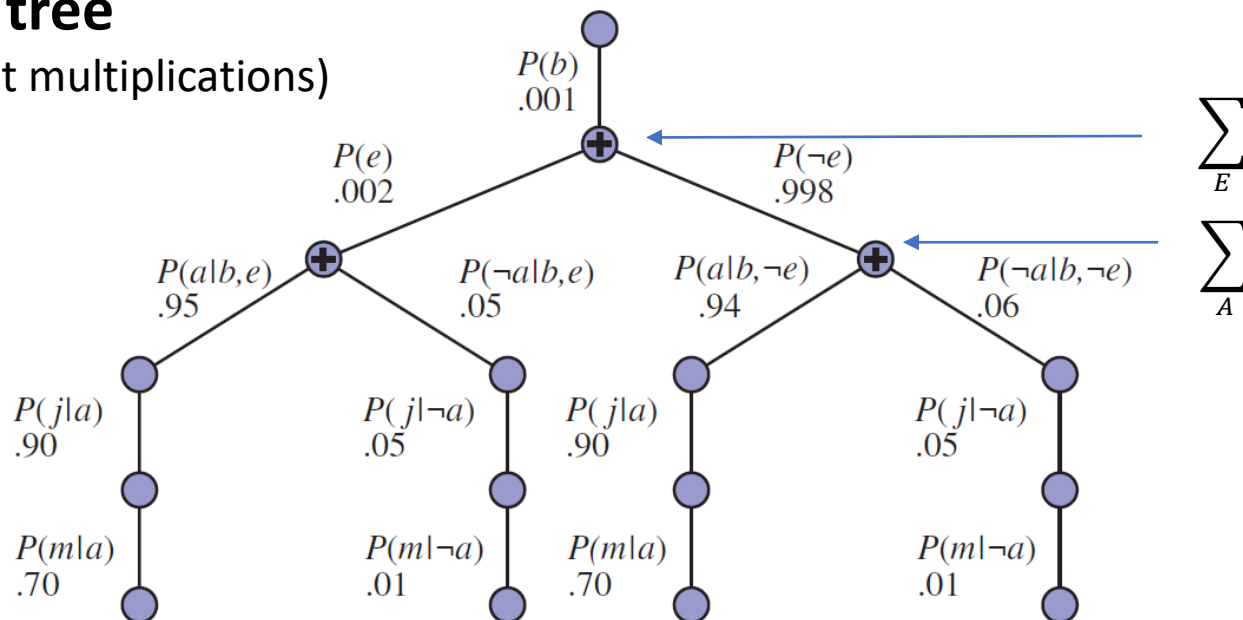 tree
t multiplications)
P(b)
.001
∑
E
P(e)
.002
P(¬e)
.998
∑
A
P(a|b,e)
.95
P(¬a|b,e)
.05
P(a|b,¬e)
.94
P(¬a|b,¬e)
.06
P(j|a)
.90
P(j|¬a)
.05
P(j|a)
.90
P(j|¬a)
.05
P(m|a)
.70
P(m|¬a)
.01
P(m|a)
.70
P(m|¬a)
.01